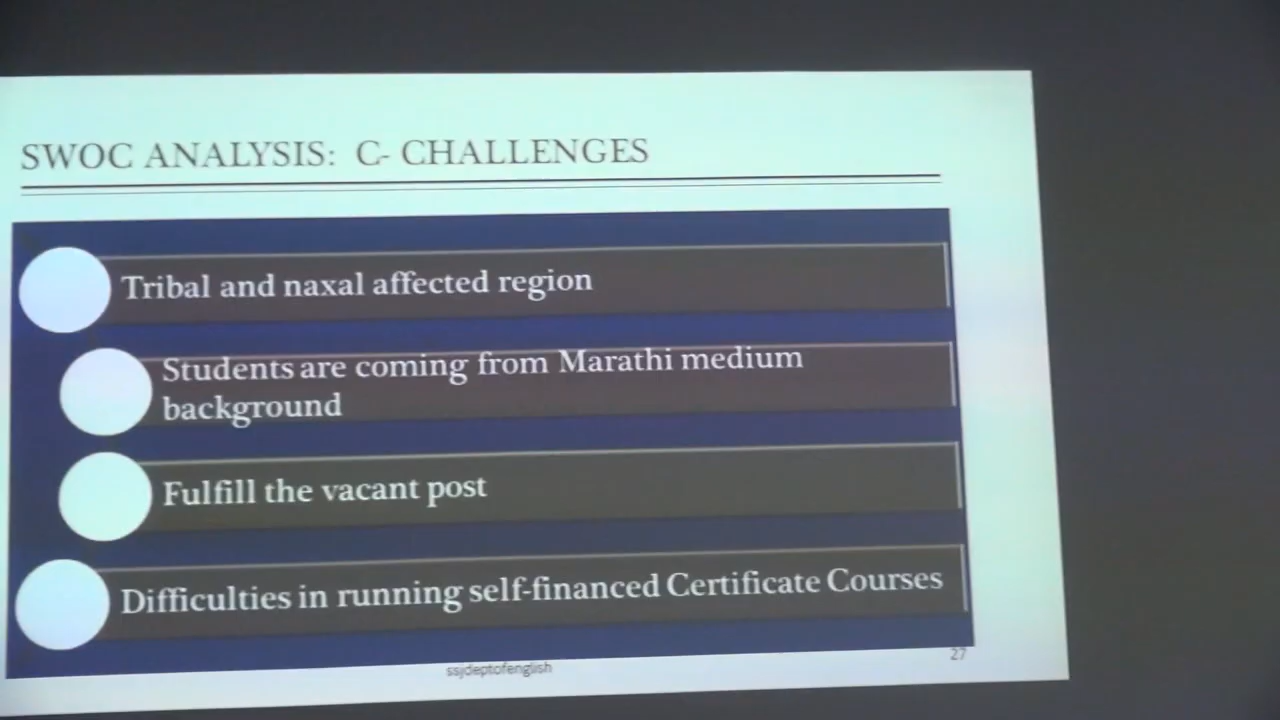 SWOC ANALYSIS: C- CHALLENGES
Tribal and naxal affected region
Students are coming from Marathi medium
background
Fulfill the vacant post
Difficulties in running self-financed Certificate Courses
ssjdeptofenglish
27